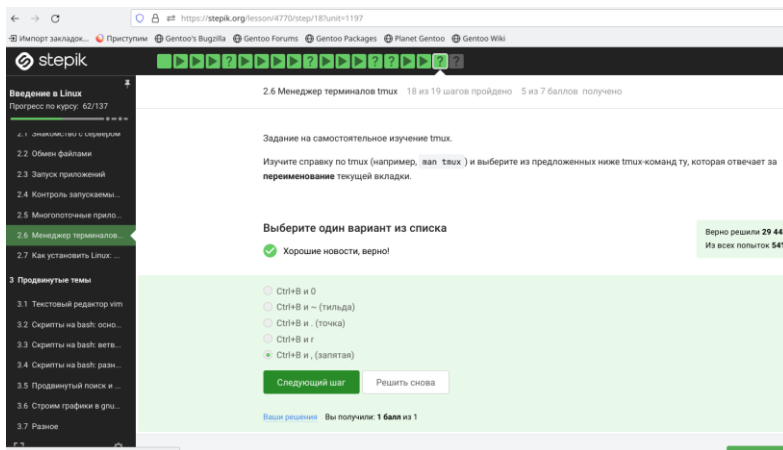 https://stepik.org/lesson/4770/step/18?unit=1197
Импорт закладок... Приступим Gentoo's Bugzilla Gentoo Forums Gentoo Packages Planet Gentoo Gentoo Wiki
stepik
Введение в Linux
Прогресс по курсу: 62/137
2.6 Менеджер терминалов tmux 18 из 19 шагов пройдено 5 из 7 баллов получено
2.1 Знакомство с сервером
2.2 Обмен файлами
2.3 Запуск приложений
2.4 Контроль запускаемы...
2.5 Многопоточные прило...
2.6 Менеджер терминалов...
2.7 Как установить Linux: ...
3 Продвинутые темы
3.1 Текстовый редактор vim
3.2 Скрипты на bash: осно...
3.3 Скрипты на bash: ветв...
3.4 Скрипты на bash: разн...
3.5 Продвинутый поиск и ...
3.6 Строим графики в gnu...
3.7 Разное
Задание на самостоятельное изучение tmux.
Изучите справку по tmux (например, man tmux ) и выберите из предложенных ниже tmux-команд ту, которая отвечает за
переименование текущей вкладки.
Выберите один вариант из списка
Хорошие новости, верно!
Верно решили 29 44
Из всех попыток 54%
Ctrl+B и 0
Ctrl+B и ~ (тильда)
Ctrl+B и . (точка)
Ctrl+B и r
Ctrl+B и , (запятая)
Следующий шаг Решить снова
Ваши решения Вы получили: 1 балл из 1